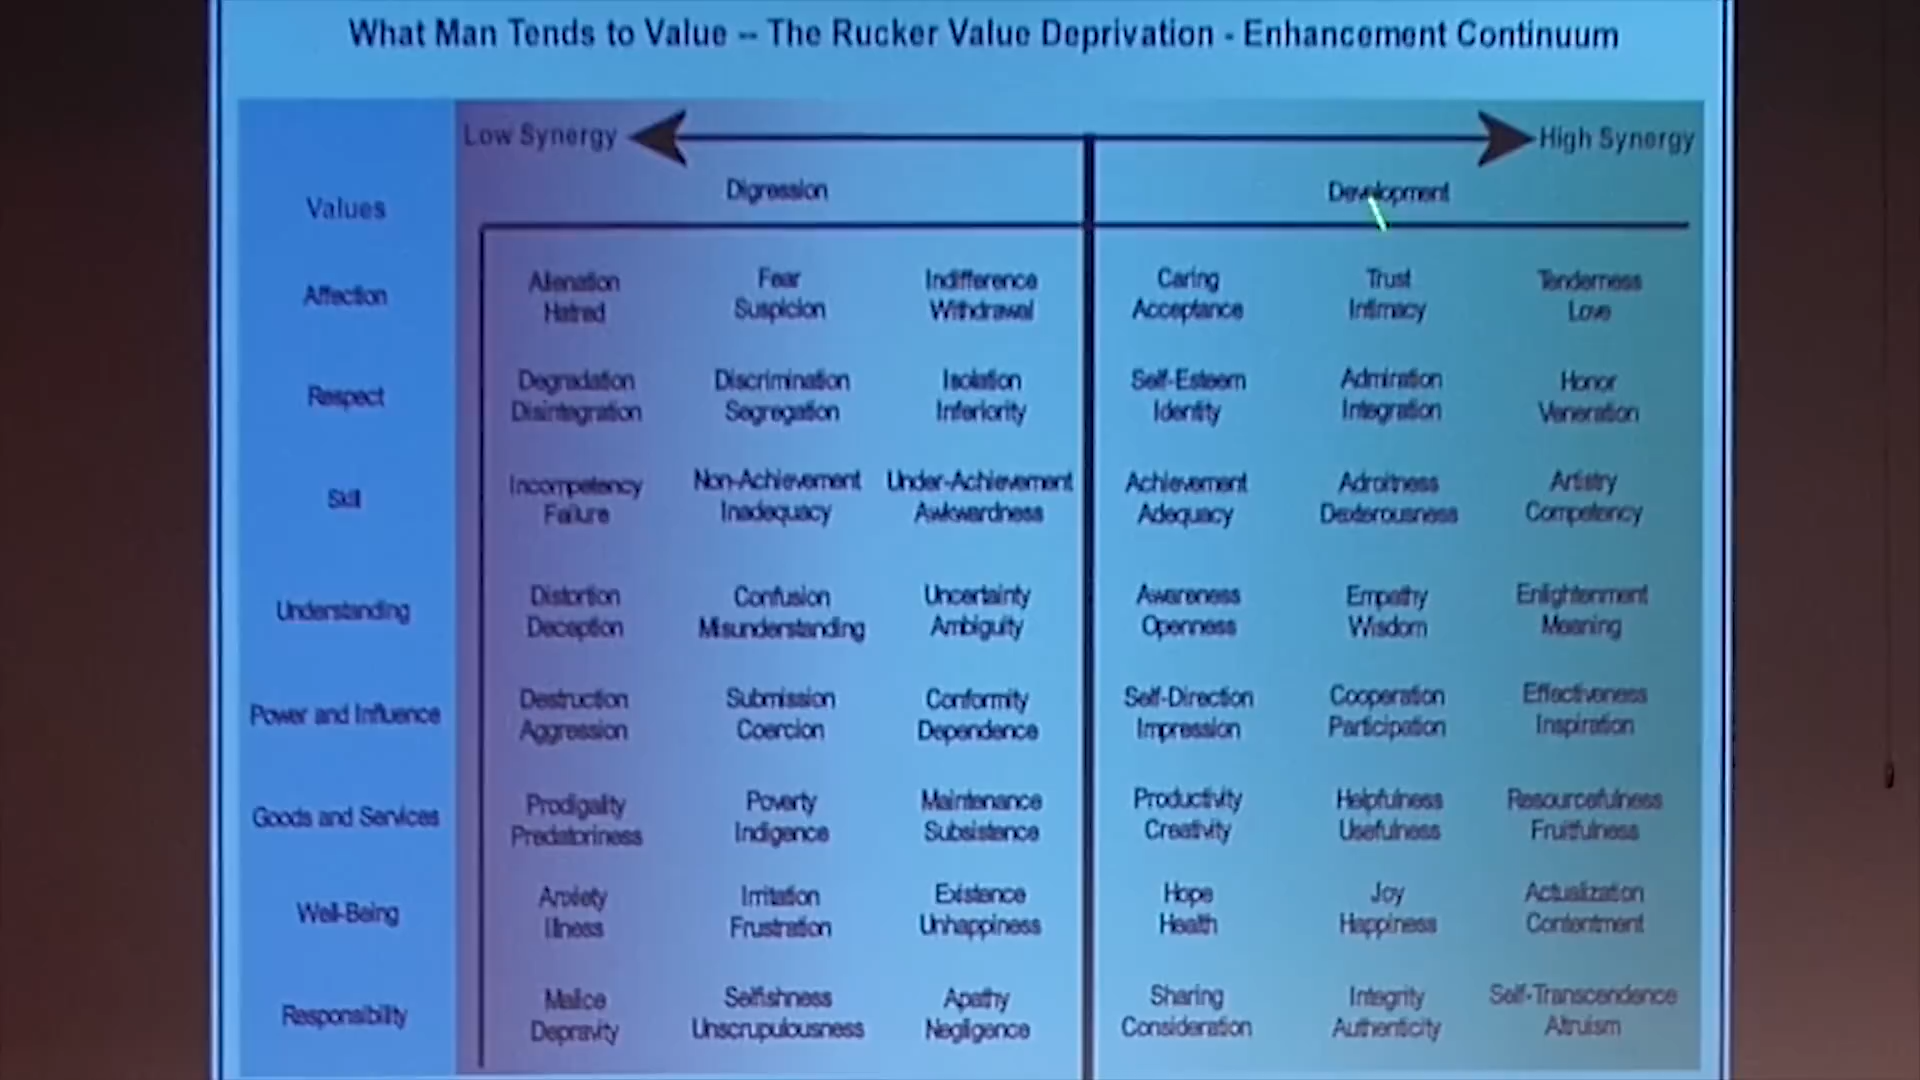 What Man Tends to Value -- The Rucker Value Deprivation - Enhancement Continuum
Low Synergy High Synergy
Digression Development
Values
Alienation Fear Indifference Caring Trust Tenderness
Affection
Hatred Suspicion Withdrawal Acceptance Intimacy Love
Degradation Discrimination Isolation Self-Esteem Admiration Honor
Respect
Disintegration Segregation Inferiority Identity Integration Veneration
Incompetency Non-Achievement Under-Achievement Achievement Adroitness Artistry
Skill
Failure Inadequacy Awkwardness Adequacy Dexterousness Competency
Distortion Confusion Uncertainty Awareness Empathy Enlightenment
Understanding
Deception Misunderstanding Ambiguity Openness Wisdom Meaning
Destruction Submission Conformity Self-Direction Cooperation Effectiveness
Power and Influence
Aggression Coercion Dependence Impression Participation Inspiration
Prodigality Poverty Maintenance Productivity Helpfulness Resourcefulness
Goods and Services
Predatoriness Indigence Subsistence Creativity Usefulness Fruitfulness
Anxiety Irritation Existence Hope Joy Actualization
Well-Being
Illness Frustration Unhappiness Health Happiness Contentment
Malice Selfishness Apathy Sharing Integrity Self-Transcendence
Responsibility
Depravity Unscrupulousness Negligence Consideration Authenticity Altruism